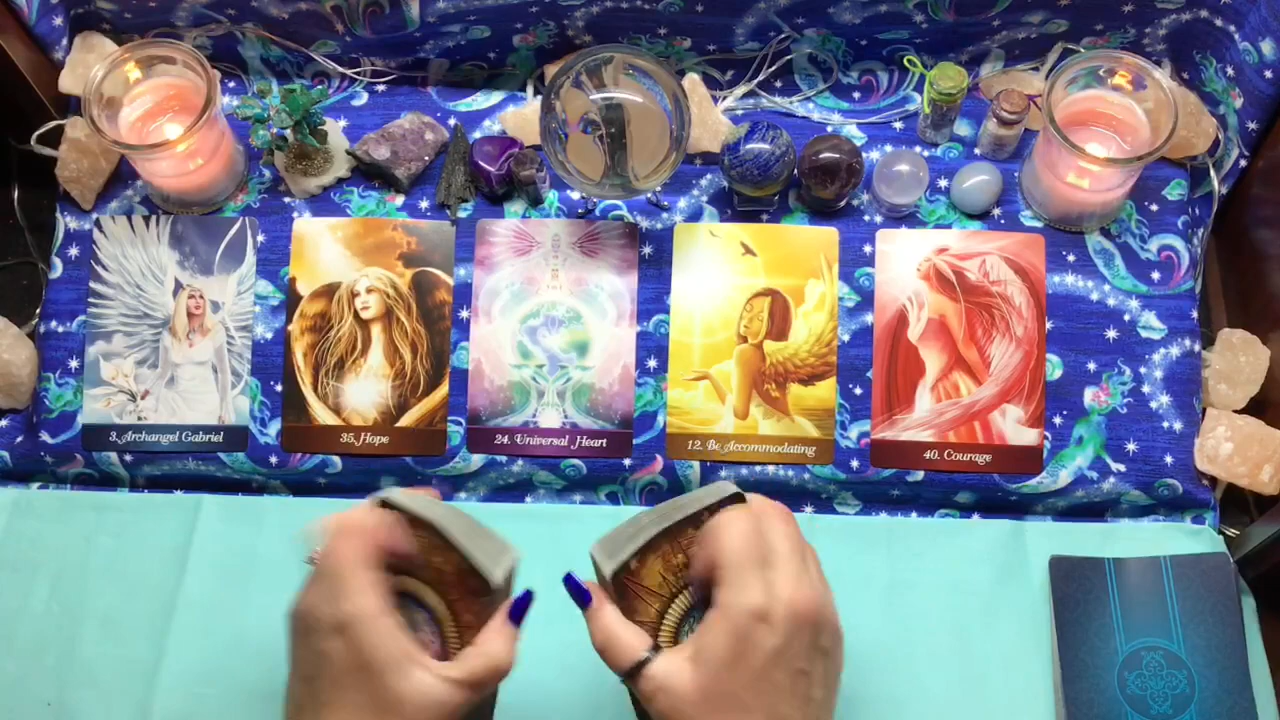 3. Archangel Gabriel
35. Hope
24. Universal Heart
12. Be Accommodating
40. Courage